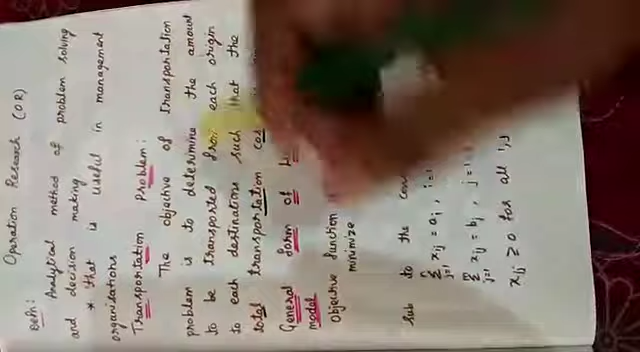 Operation Research (OR)
Defn:
Analytical method of problem solving
and decision making
* that is useful in management
organisations
Transportation Problem:
The objective of transportation
problem is to determine the amount
to be transported from each origin
to each destinations such that the
total transportation
General form of
model
Objective function
minimize
Sub to the
n Σ j=1 xij = ai, i=1
Σ j=1 xij = bj, j=1
xij ≥ 0 for all i,j